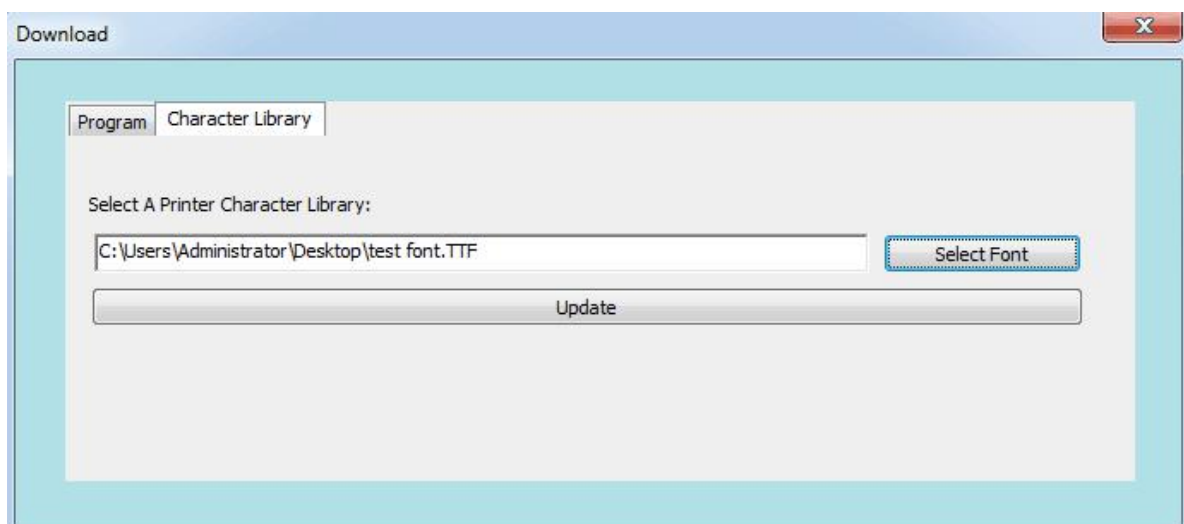 Download
Program Character Library
Select A Printer Character Library:
C:\Users\Administrator\Desktop\test font.TTF Select Font
Update